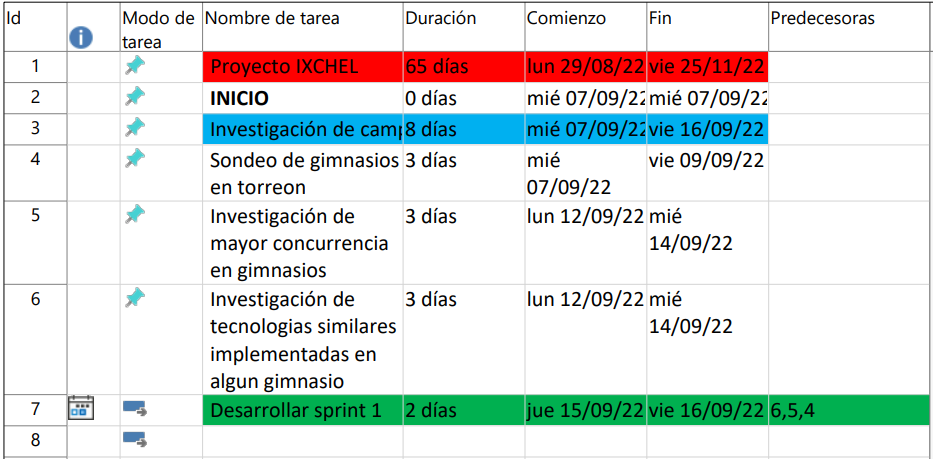 Id Modo de tarea Nombre de tarea Duración Comienzo Fin Predecesoras
1 Proyecto IXCHEL 65 días lun 29/08/22 vie 25/11/22
2 INICIO 0 días mié 07/09/22 mié 07/09/22
3 Investigación de camp 8 días mié 07/09/22 vie 16/09/22
4 Sondeo de gimnasios en torreon 3 días mié 07/09/22 vie 09/09/22
5 Investigación de mayor concurrencia en gimnasios 3 días lun 12/09/22 mié 14/09/22
6 Investigación de tecnologias similares implementadas en algun gimnasio 3 días lun 12/09/22 mié 14/09/22
7 Desarrollar sprint 1 2 días jue 15/09/22 vie 16/09/22 6,5,4
8